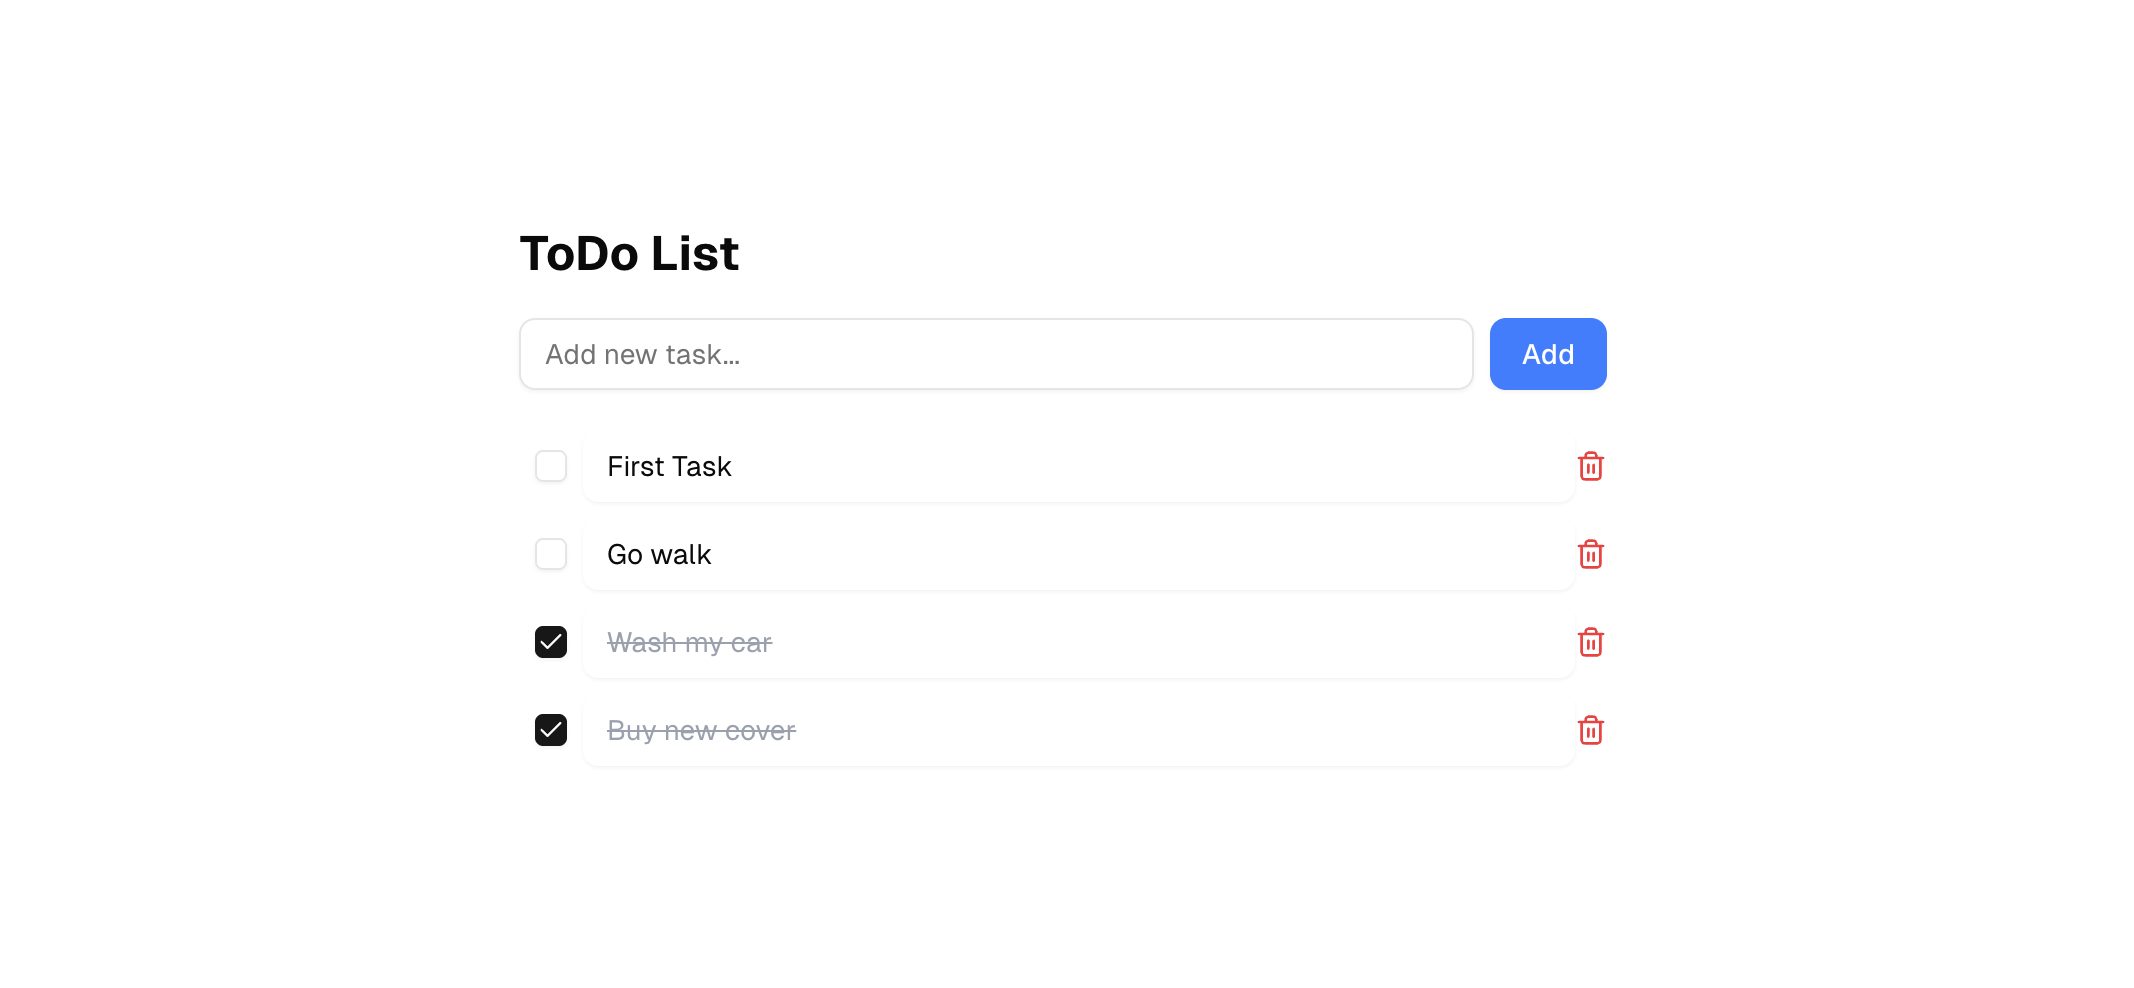 ToDo List
Add new task...
Add
First Task
Go walk
Wash my car
Buy new cover